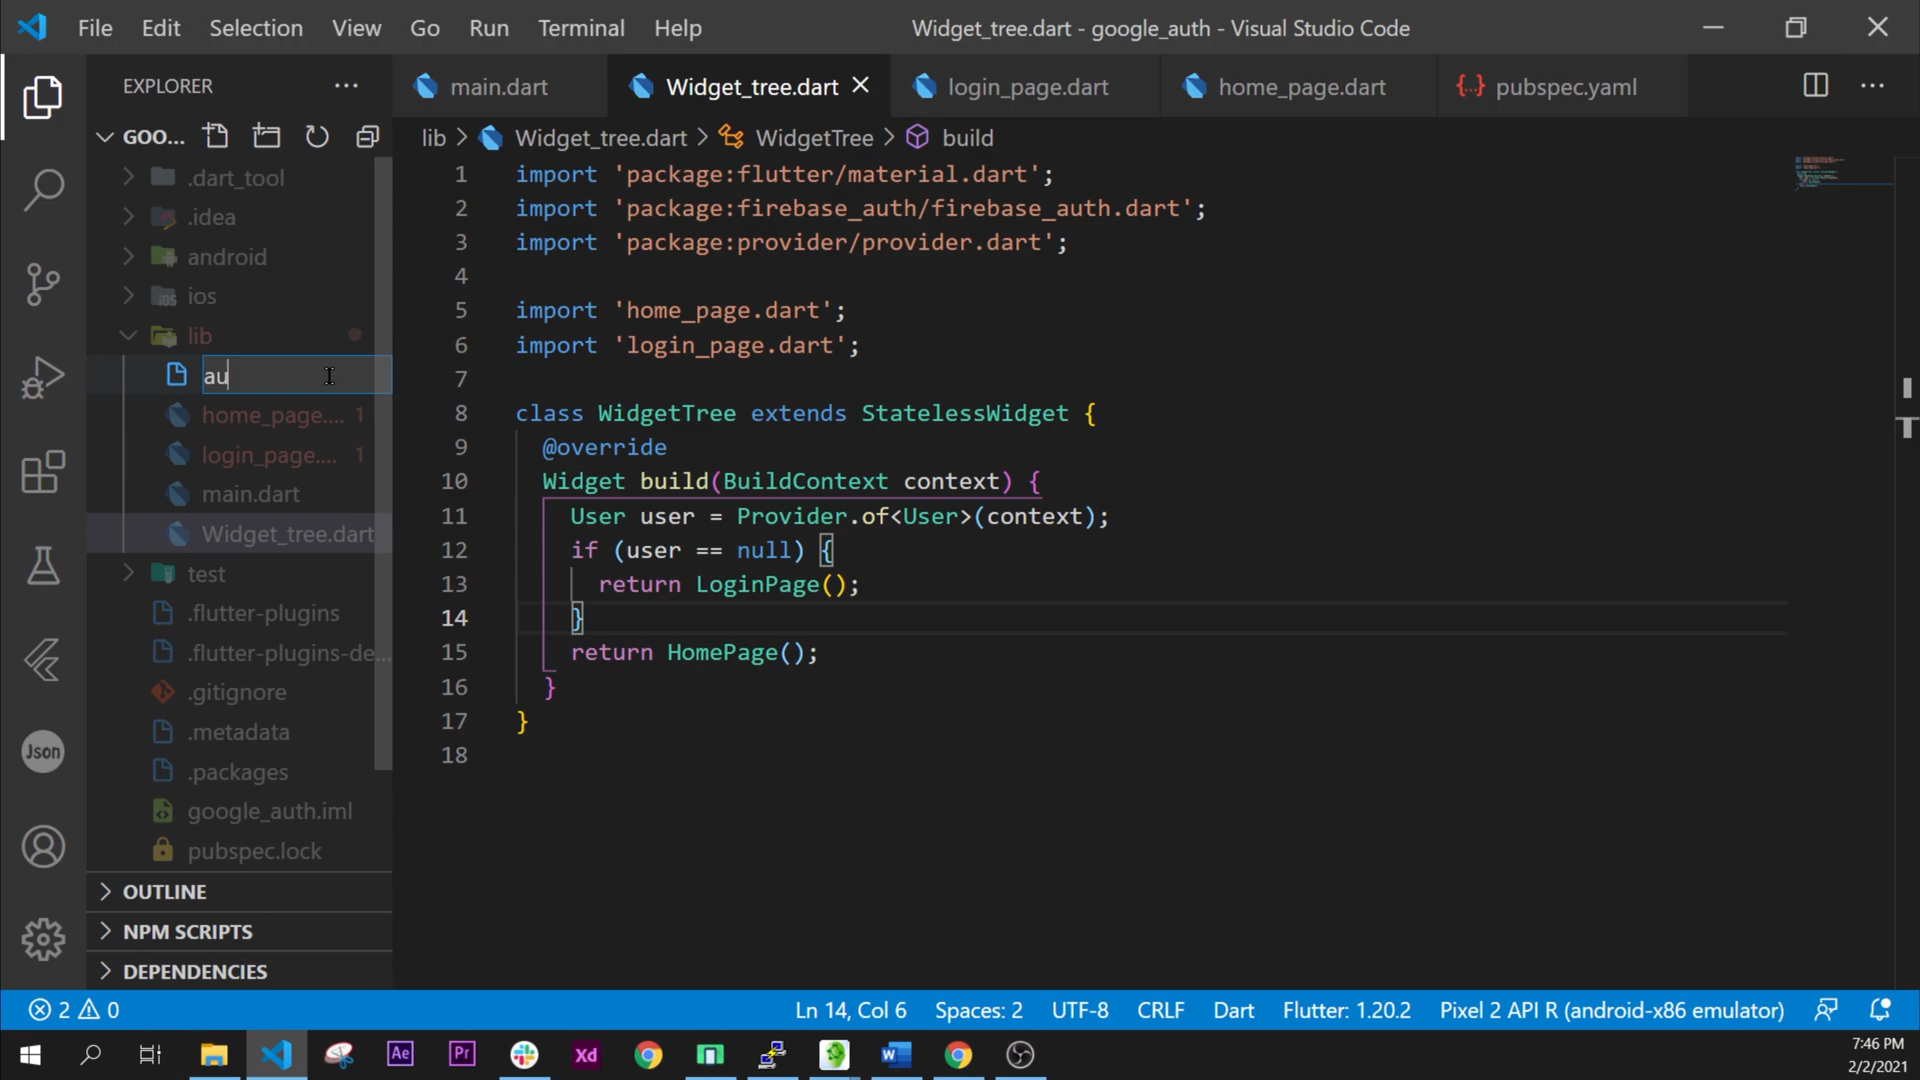 File Edit Selection View Go Run Terminal Help Widget_tree.dart - google_auth - Visual Studio Code
EXPLORER
main.dart Widget_tree.dart login_page.dart home_page.dart {..} pubspec.yaml
GOO...
lib > Widget_tree.dart > WidgetTree > build
.dart_tool
.idea
android
ios
lib
au
home_page.... 1
login_page.... 1
main.dart
Widget_tree.dart
test
.flutter-plugins
.flutter-plugins-de...
.gitignore
.metadata
.packages
google_auth.iml
pubspec.lock
OUTLINE
NPM SCRIPTS
DEPENDENCIES
Json
1 import 'package:flutter/material.dart';
2 import 'package:firebase_auth/firebase_auth.dart';
3 import 'package:provider/provider.dart';
4
5 import 'home_page.dart';
6 import 'login_page.dart';
7
8 class WidgetTree extends StatelessWidget {
9 @override
10 Widget build(BuildContext context) {
11 User user = Provider.of<User>(context);
12 if (user == null) {
13 return LoginPage();
14 }
15 return HomePage();
16 }
17 }
18
2 0 Ln 14, Col 6 Spaces: 2 UTF-8 CRLF Dart Flutter: 1.20.2 Pixel 2 API R (android-x86 emulator)
Ae Pr Xd W
7:46 PM
2/2/2021